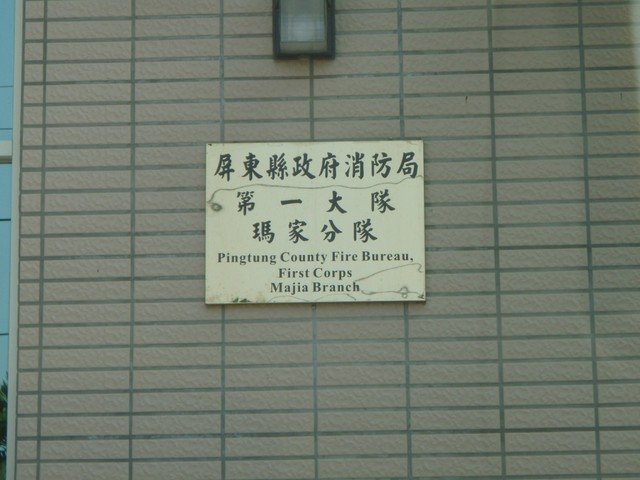 屏東縣政府消防局
第一大隊
瑪家分隊
Pingtung County Fire Bureau,
First Corps
Majia Branch